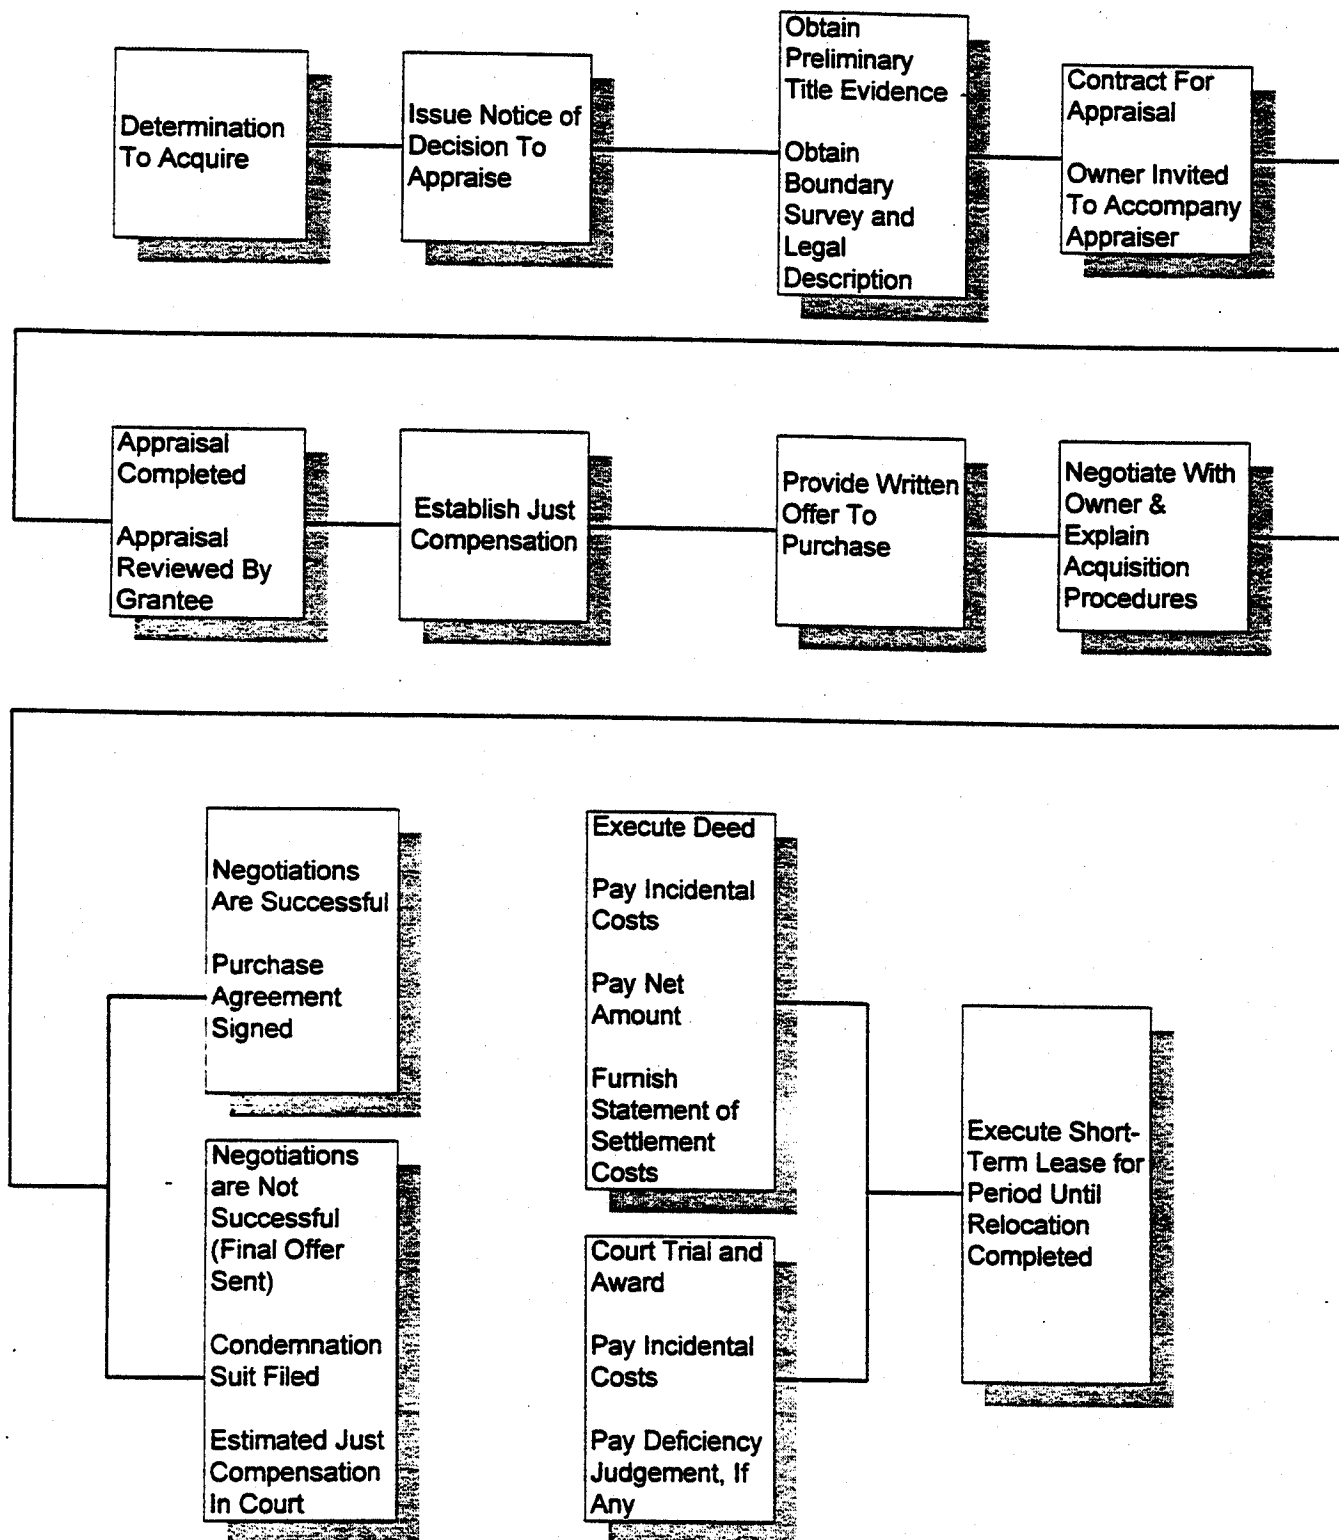 Determination
To Acquire
Issue Notice of
Decision To
Appraise
Obtain
Preliminary
Title Evidence
Obtain
Boundary
Survey and
Legal
Description
Contract For
Appraisal
Owner Invited
To Accompany
Appraiser
Appraisal
Completed
Appraisal
Reviewed By
Grantee
Establish Just
Compensation
Provide Written
Offer To
Purchase
Negotiate With
Owner &
Explain
Acquisition
Procedures
Negotiations
Are Successful
Purchase
Agreement
Signed
Negotiations
are Not
Successful
(Final Offer
Sent)
Condemnation
Suit Filed
Estimated Just
Compensation
In Court
Execute Deed
Pay Incidental
Costs
Pay Net
Amount
Furnish
Statement of
Settlement
Costs
Court Trial and
Award
Pay Incidental
Costs
Pay Deficiency
Judgement, If
Any
Execute Short-
Term Lease for
Period Until
Relocation
Completed